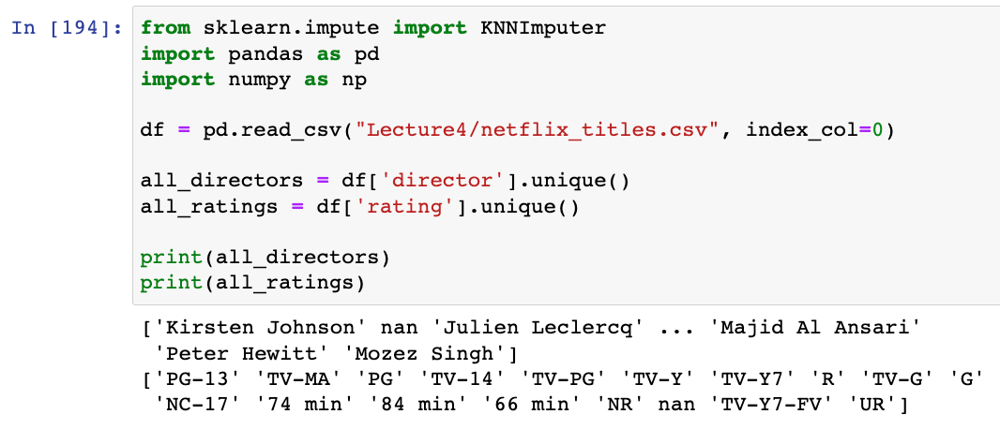 In [194]: from sklearn.impute import KNNImputer
import pandas as pd
import numpy as np
df = pd.read_csv("Lecture4/netflix_titles.csv", index_col=0)
all_directors = df['director'].unique()
all_ratings = df['rating'].unique()
print(all_directors)
print(all_ratings)
['Kirsten Johnson' nan 'Julien Leclercq' ... 'Majid Al Ansari'
'Peter Hewitt' 'Mozez Singh']
['PG-13' 'TV-MA' 'PG' 'TV-14' 'TV-PG' 'TV-Y' 'TV-Y7' 'R' 'TV-G' 'G'
'NC-17' '74 min' '84 min' '66 min' 'NR' nan 'TV-Y7-FV' 'UR']